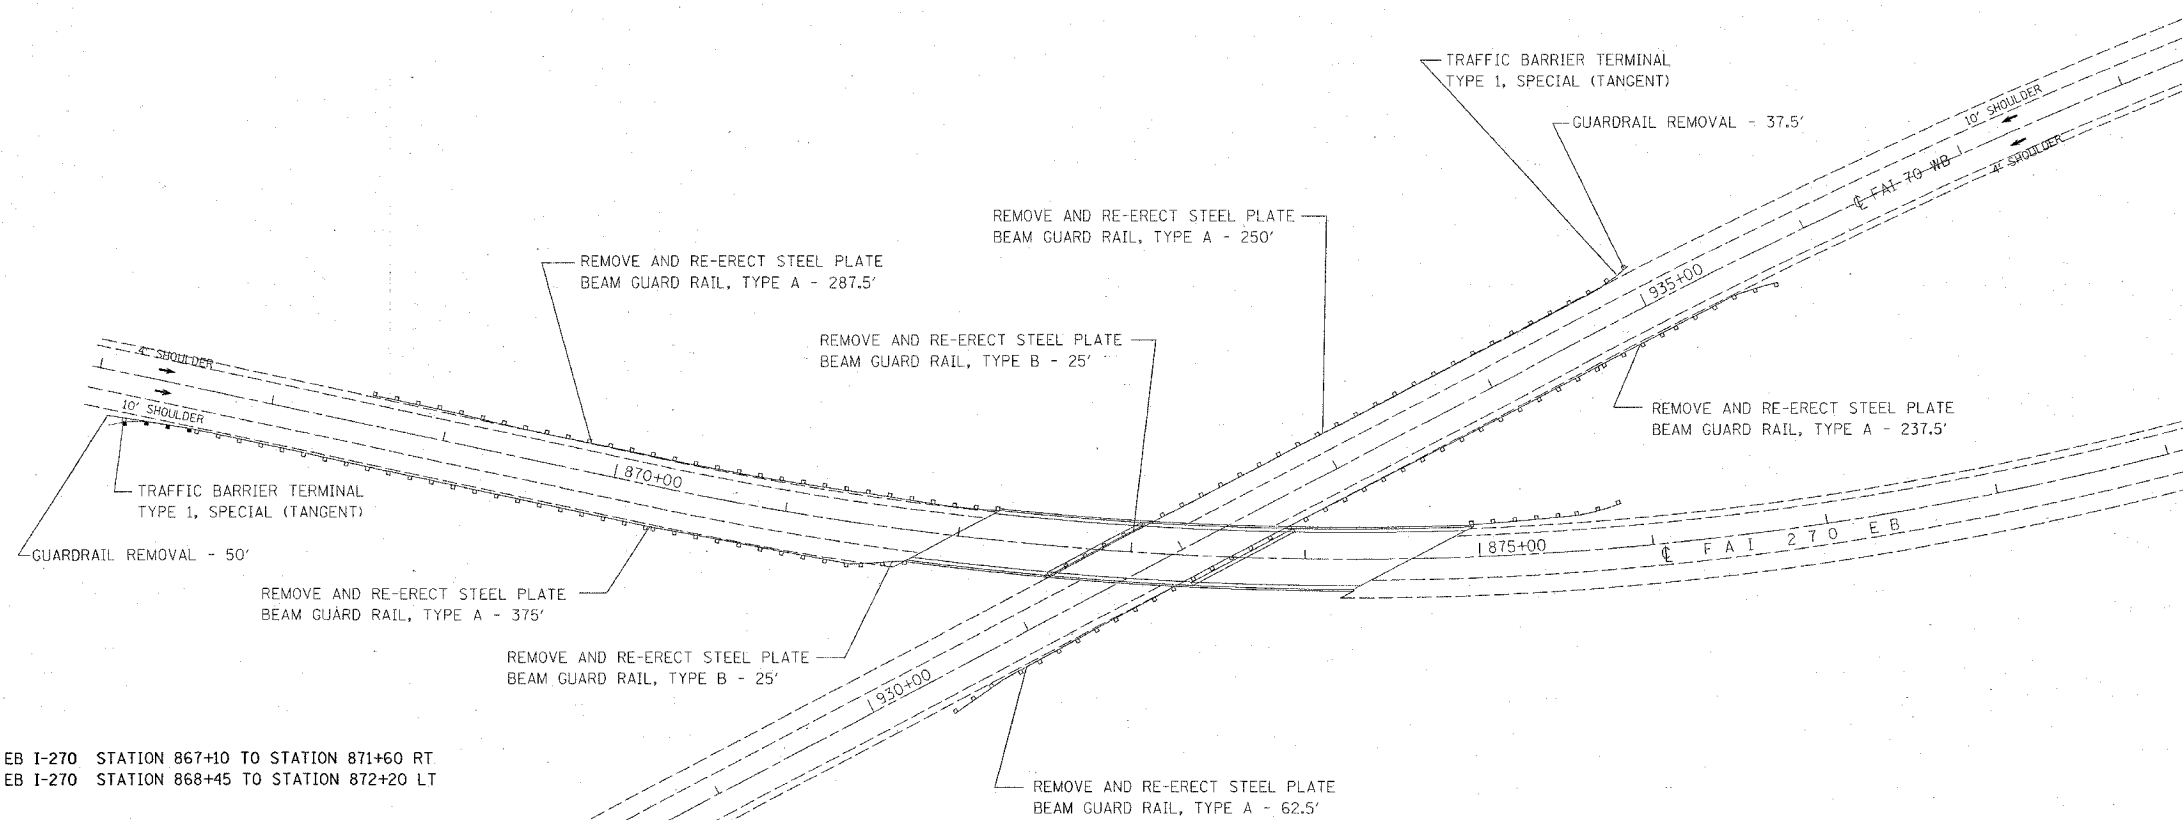 TRAFFIC BARRIER TERMINAL
TYPE 1, SPECIAL (TANGENT)
GUARDRAIL REMOVAL - 37.5'
10' SHOULDER
4' SHOULDER
℄ FAI 70 WB
REMOVE AND RE-ERECT STEEL PLATE
BEAM GUARD RAIL, TYPE A - 250'
REMOVE AND RE-ERECT STEEL PLATE
BEAM GUARD RAIL, TYPE A - 287.5'
935+00
REMOVE AND RE-ERECT STEEL PLATE
BEAM GUARD RAIL, TYPE B - 25'
4' SHOULDER
10' SHOULDER
REMOVE AND RE-ERECT STEEL PLATE
BEAM GUARD RAIL, TYPE A - 237.5'
870+00
TRAFFIC BARRIER TERMINAL
TYPE 1, SPECIAL (TANGENT)
GUARDRAIL REMOVAL - 50'
875+00
℄ FAI 270 EB
REMOVE AND RE-ERECT STEEL PLATE
BEAM GUARD RAIL, TYPE A - 375'
REMOVE AND RE-ERECT STEEL PLATE
BEAM GUARD RAIL, TYPE B - 25'
930+00
EB I-270 STATION 867+10 TO STATION 871+60 RT
EB I-270 STATION 868+45 TO STATION 872+20 LT
REMOVE AND RE-ERECT STEEL PLATE
BEAM GUARD RAIL, TYPE A - 62.5'